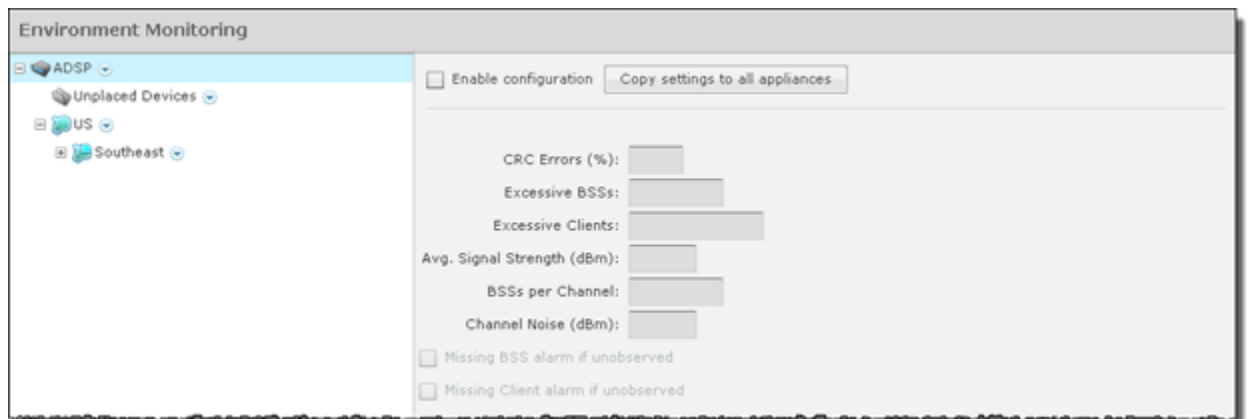 Environment Monitoring
ADSP
Unplaced Devices
US
Southeast
Enable configuration Copy settings to all appliances
CRC Errors (%):
Excessive BSSs:
Excessive Clients:
Avg. Signal Strength (dBm):
BSSs per Channel:
Channel Noise (dBm):
Missing BSS alarm if unobserved
Missing Client alarm if unobserved